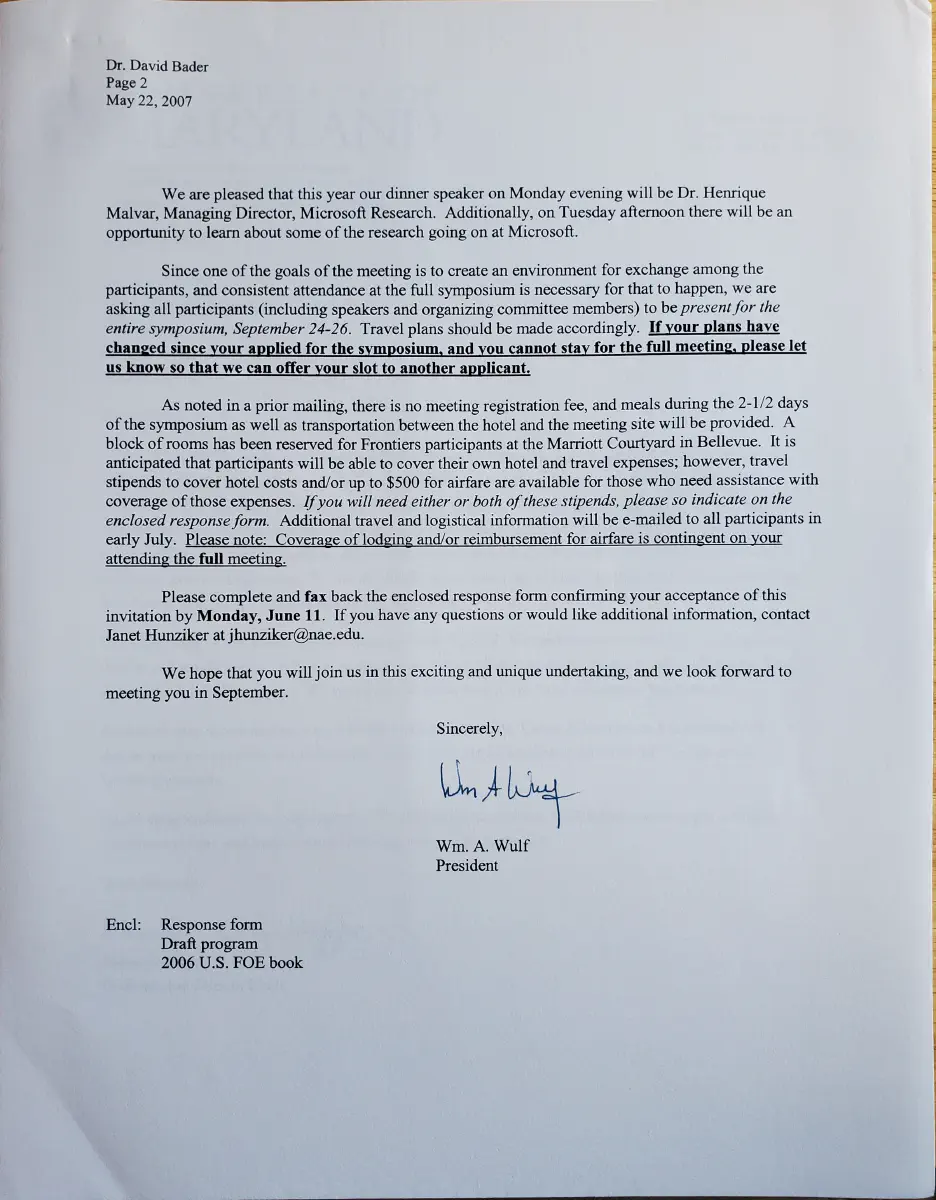 Dr. David Bader
Page 2
May 22, 2007
We are pleased that this year our dinner speaker on Monday evening will be Dr. Henrique
Malvar, Managing Director, Microsoft Research. Additionally, on Tuesday afternoon there will be an
opportunity to learn about some of the research going on at Microsoft.
Since one of the goals of the meeting is to create an environment for exchange among the
participants, and consistent attendance at the full symposium is necessary for that to happen, we are
asking all participants (including speakers and organizing committee members) to be present for the
entire symposium, September 24-26. Travel plans should be made accordingly. If your plans have
changed since your applied for the symposium, and you cannot stay for the full meeting, please let
us know so that we can offer your slot to another applicant.
As noted in a prior mailing, there is no meeting registration fee, and meals during the 2-1/2 days
of the symposium as well as transportation between the hotel and the meeting site will be provided. A
block of rooms has been reserved for Frontiers participants at the Marriott Courtyard in Bellevue. It is
anticipated that participants will be able to cover their own hotel and travel expenses; however, travel
stipends to cover hotel costs and/or up to $500 for airfare are available for those who need assistance with
coverage of those expenses. If you will need either or both of these stipends, please so indicate on the
enclosed response form. Additional travel and logistical information will be e-mailed to all participants in
early July. Please note: Coverage of lodging and/or reimbursement for airfare is contingent on your
attending the full meeting.
Please complete and fax back the enclosed response form confirming your acceptance of this
invitation by Monday, June 11. If you have any questions or would like additional information, contact
Janet Hunziker at jhunziker@nae.edu.
We hope that you will join us in this exciting and unique undertaking, and we look forward to
meeting you in September.
Sincerely,
Wm A Wulf
Wm. A. Wulf
President
Encl: Response form
Draft program
2006 U.S. FOE book